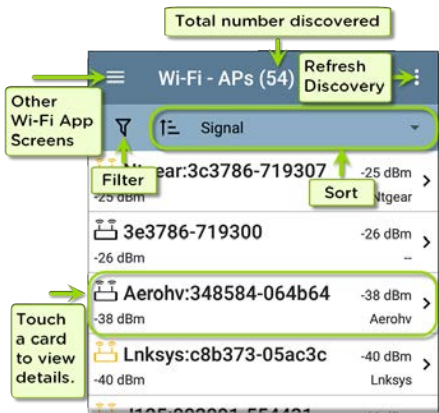 Total number discovered
Wi-Fi - APs (54)
Refresh
Discovery
Other
Wi-Fi App
Screens
Signal
Filter
Sort
ear:3c3786-719307
-25 dBm
-25 dBm
Ntgear
3e3786-719300
-26 dBm
-26 dBm
--
Aerohv:348584-064b64
-38 dBm
-38 dBm
Aerohv
Touch
a card
to view
details.
Lnksys:c8b373-05ac3c
-40 dBm
-40 dBm
Lnksys